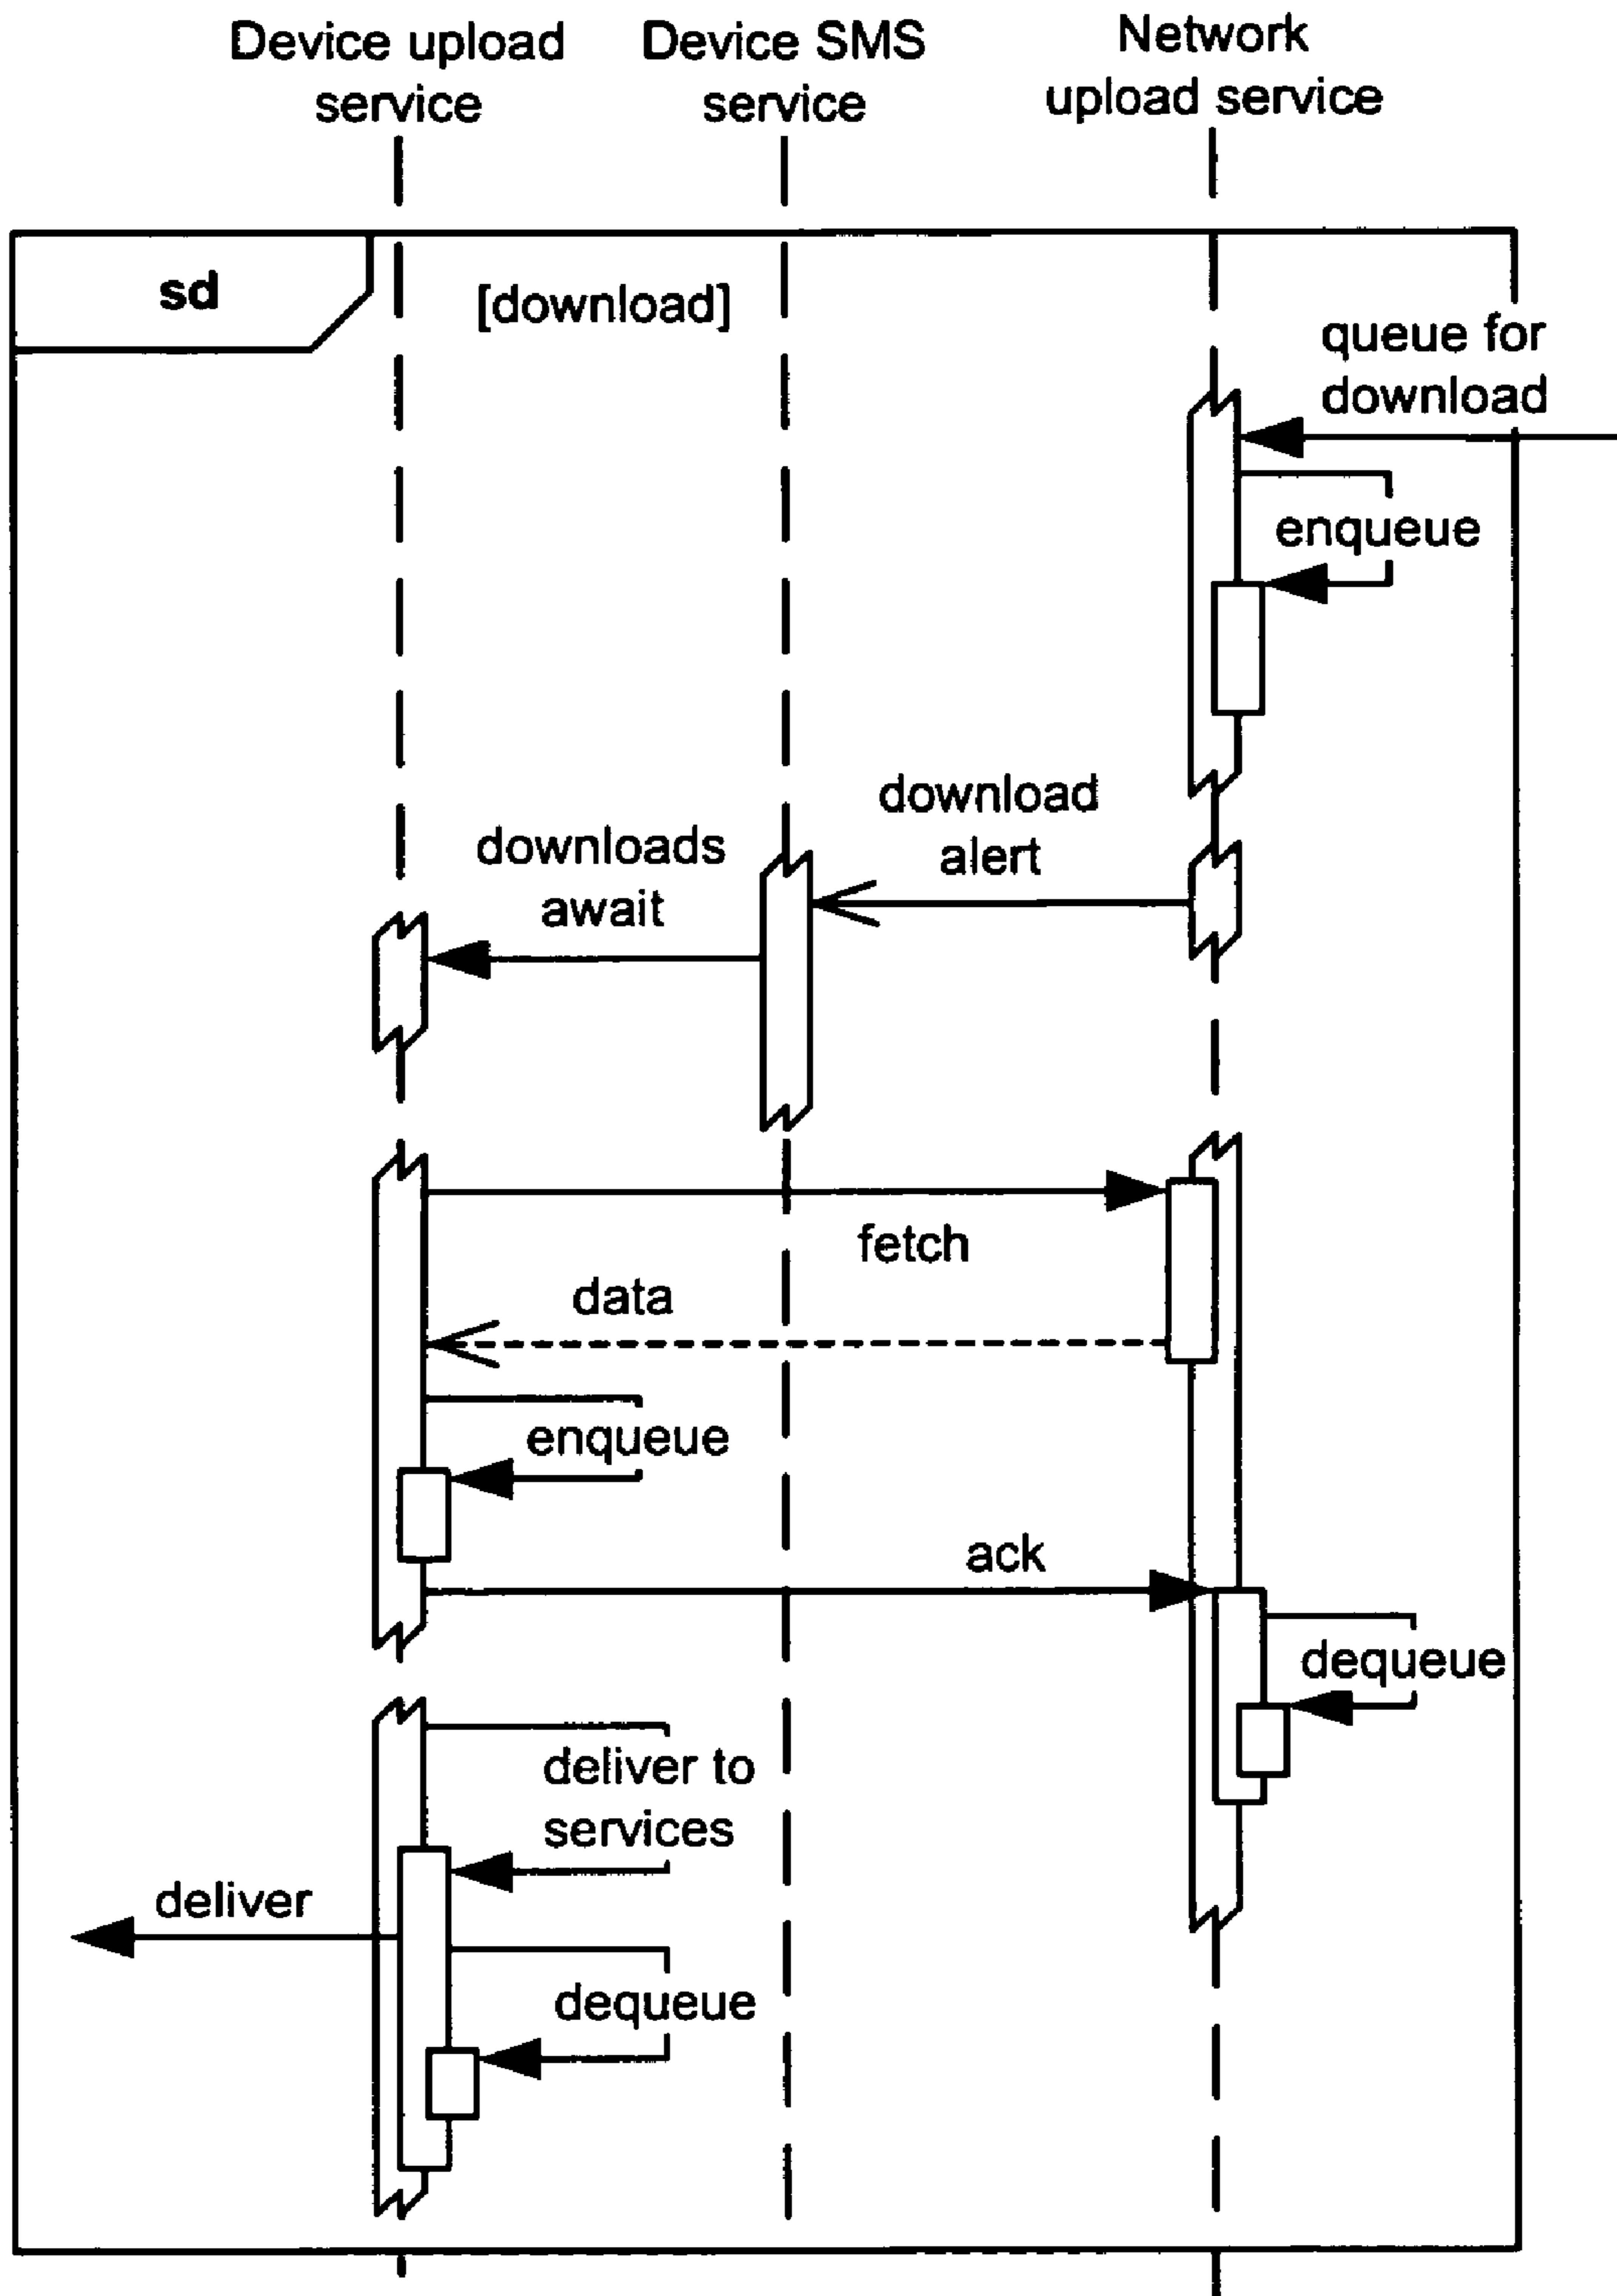 Device upload
service
Device SMS
service
Network
upload service
sd
[download]
queue for
download
enqueue
download
alert
downloads
await
fetch
data
enqueue
ack
dequeue
deliver to
services
deliver
dequeue